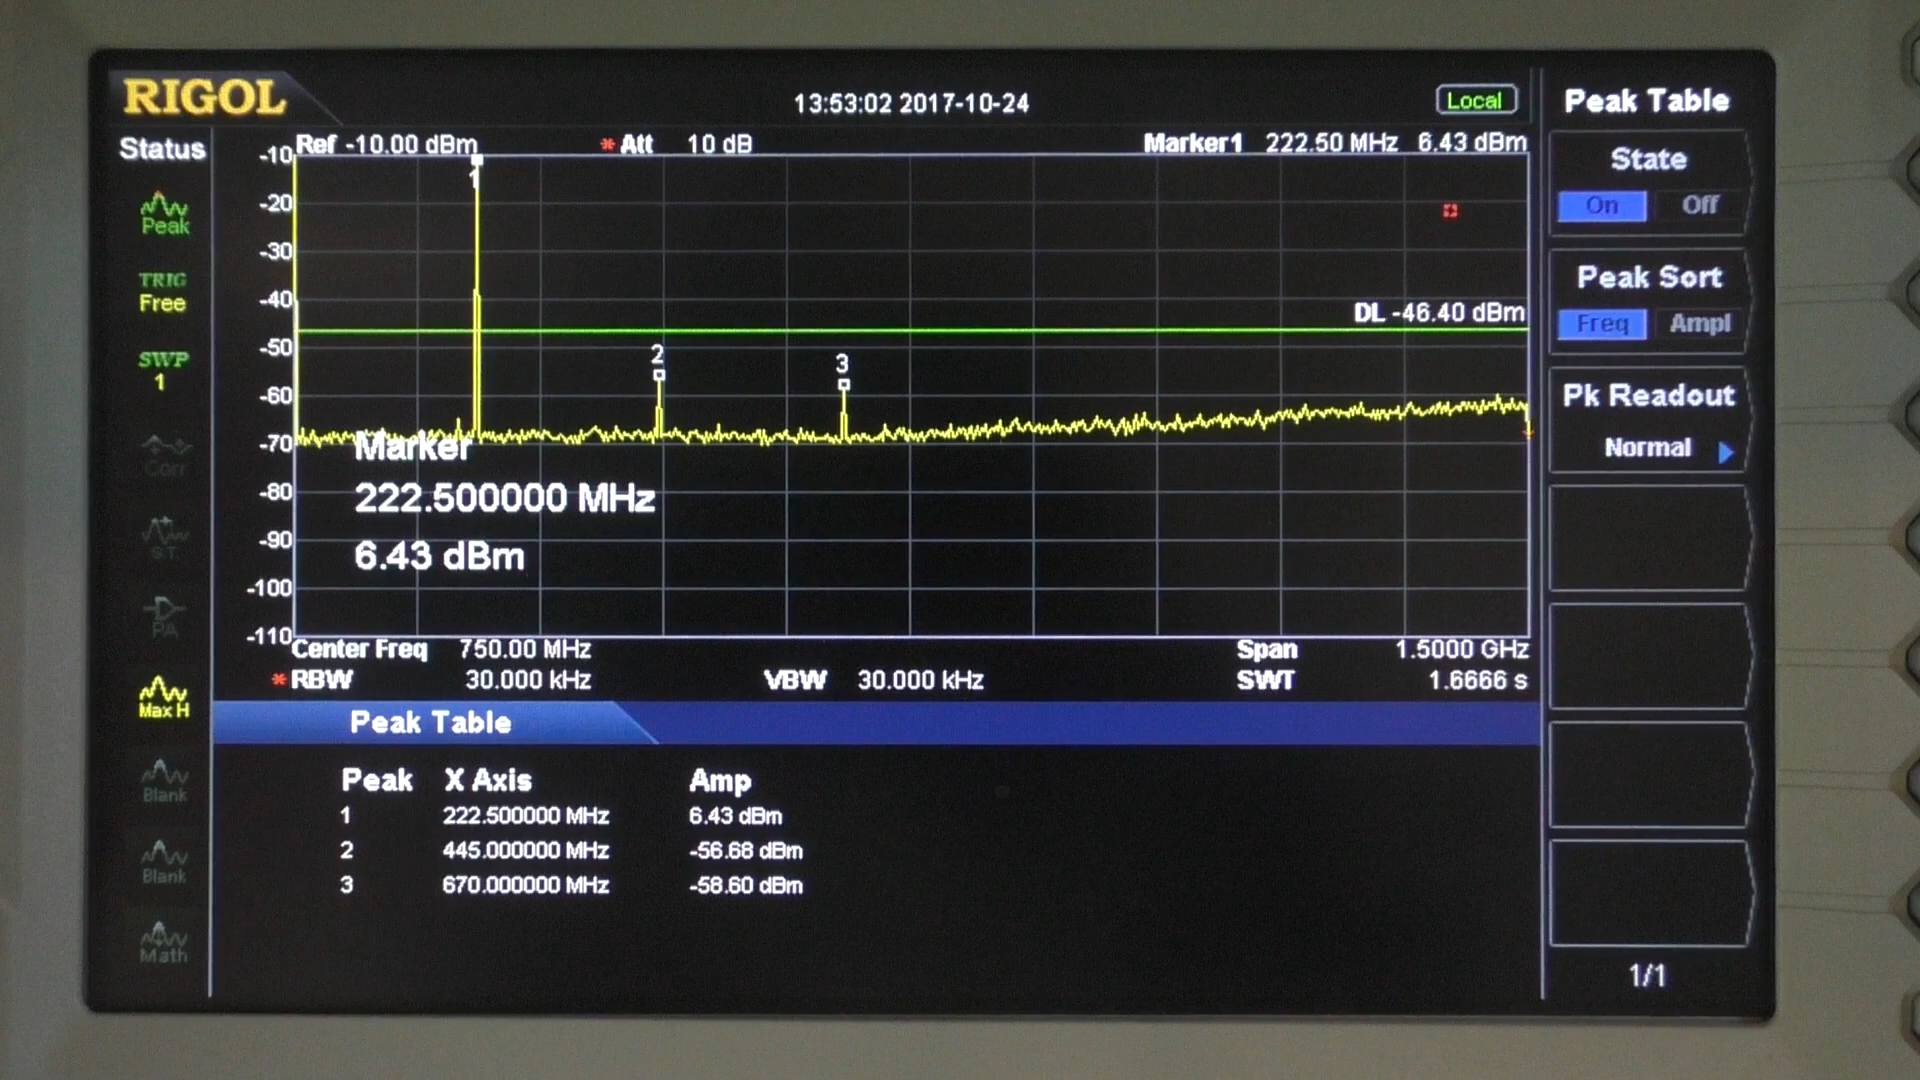 RIGOL
13:53:02 2017-10-24
Local
Peak Table
Status
Ref -10.00 dBm
* Att 10 dB
Marker1 222.50 MHz 6.43 dBm
State
On Off
Peak
TRIG
Free
SWP
1
Corr
S.T.
PA
Max H
Blank
Blank
Math
-10
-20
-30
-40
-50
-60
-70
-80
-90
-100
-110
1
2
3
DL -46.40 dBm
Marker
222.500000 MHz
6.43 dBm
Peak Sort
Freq Ampl
Pk Readout
Normal
Center Freq 750.00 MHz
Span 1.5000 GHz
* RBW 30.000 kHz
VBW 30.000 kHz
SWT 1.6666 s
Peak Table
Peak X Axis Amp
1 222.500000 MHz 6.43 dBm
2 445.000000 MHz -56.68 dBm
3 670.000000 MHz -58.60 dBm
1/1